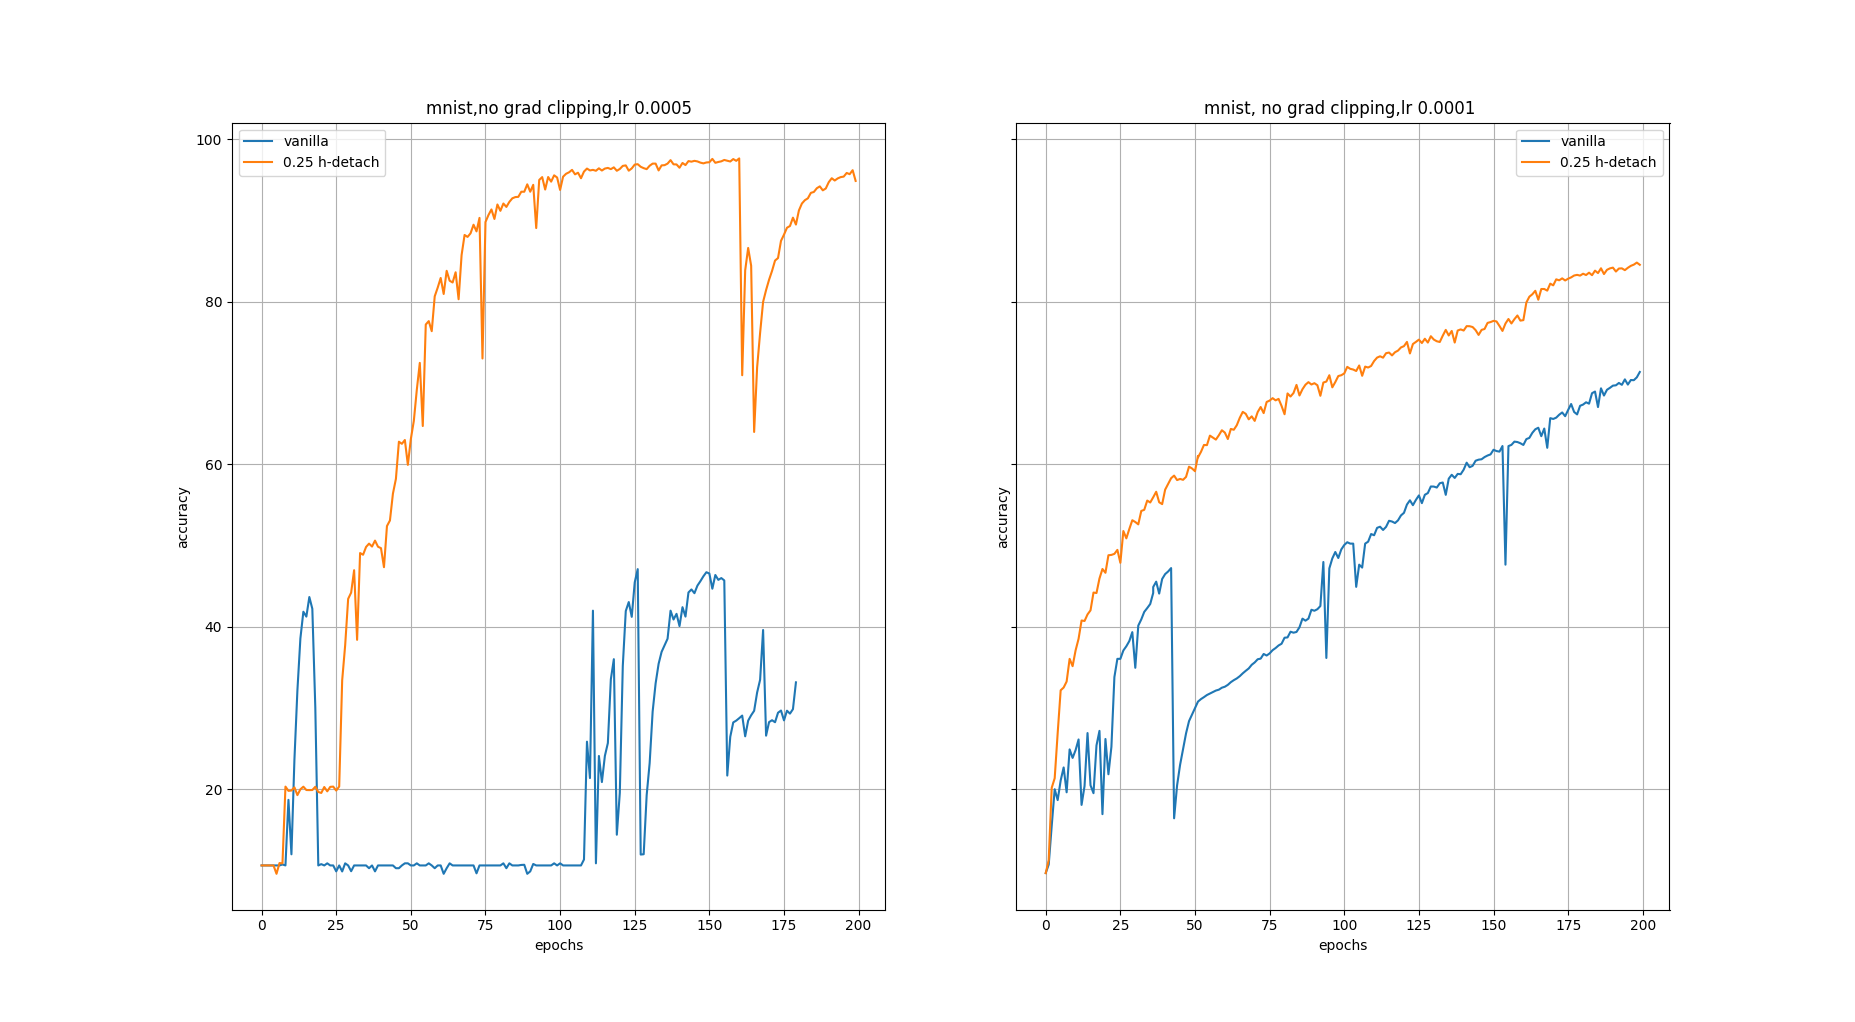 mnist,no grad clipping,lr 0.0005
vanilla
0.25 h-detach
100
80
60
40
20
accuracy
0 25 50 75 100 125 150 175 200
epochs
mnist, no grad clipping,lr 0.0001
vanilla
0.25 h-detach
accuracy
0 25 50 75 100 125 150 175 200
epochs